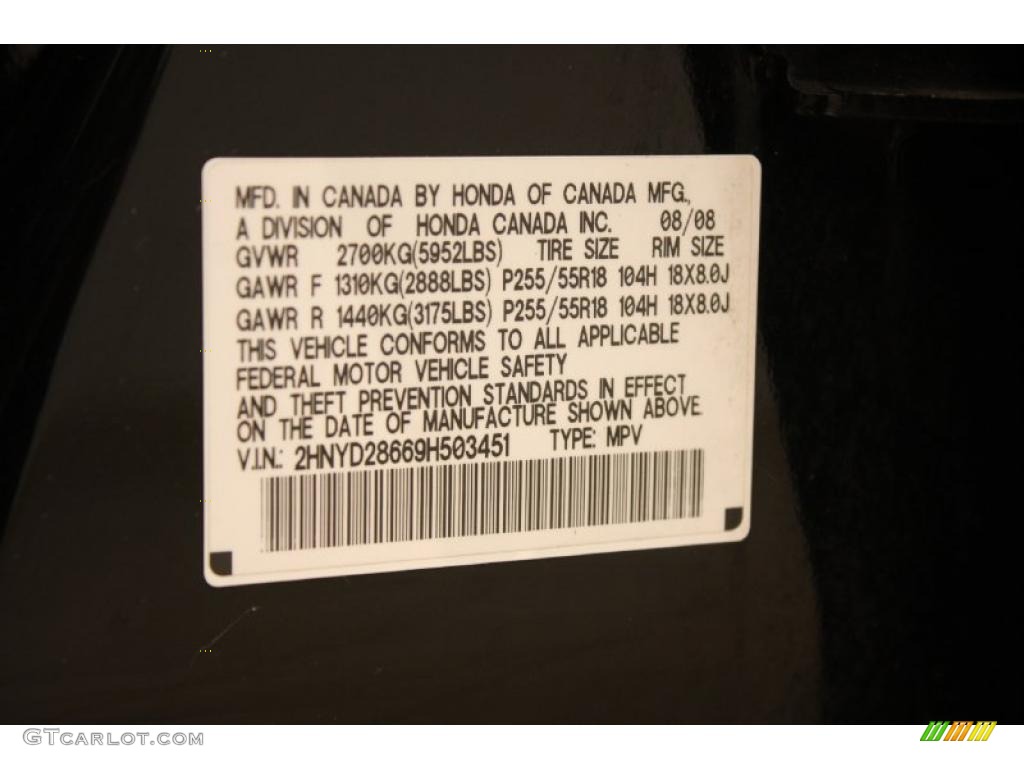 MFD. IN CANADA BY HONDA OF CANADA MFG.,
A DIVISION OF HONDA CANADA INC. 08/08
GVWR 2700KG(5952LBS) TIRE SIZE RIM SIZE
GAWR F 1310KG(2888LBS) P255/55R18 104H 18X8.0J
GAWR R 1440KG(3175LBS) P255/55R18 104H 18X8.0J
THIS VEHICLE CONFORMS TO ALL APPLICABLE
FEDERAL MOTOR VEHICLE SAFETY
AND THEFT PREVENTION STANDARDS IN EFFECT
ON THE DATE OF MANUFACTURE SHOWN ABOVE.
V.I.N.: 2HNYD28669H503451 TYPE: MPV
GTCARLOT.COM